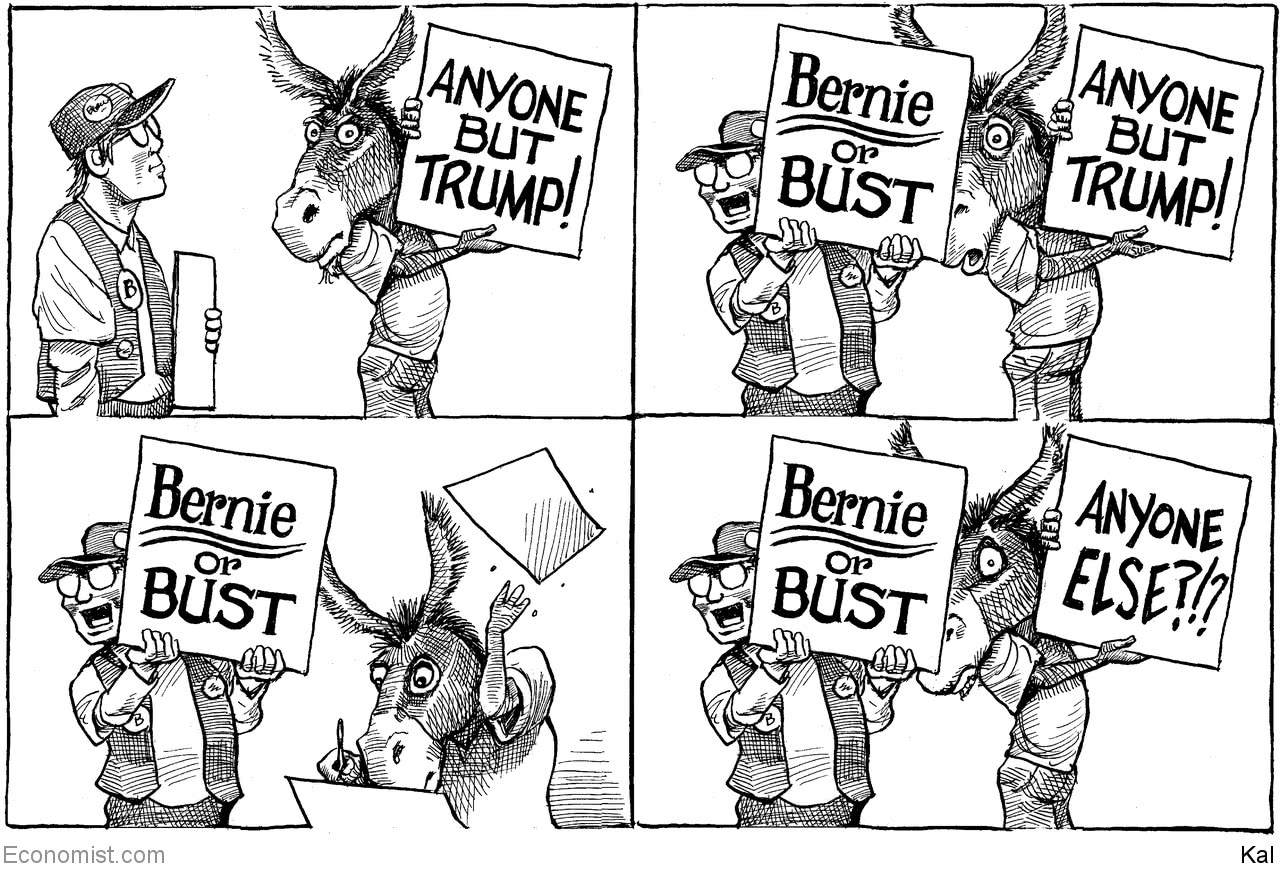 ANYONE
BUT
TRUMP!
B
Bernie
or
BUST
B
ANYONE
BUT
TRUMP!
Bernie
or
BUST
B
Bernie
or
BUST
B
ANYONE
ELSE?!?
Economist.com
Kal